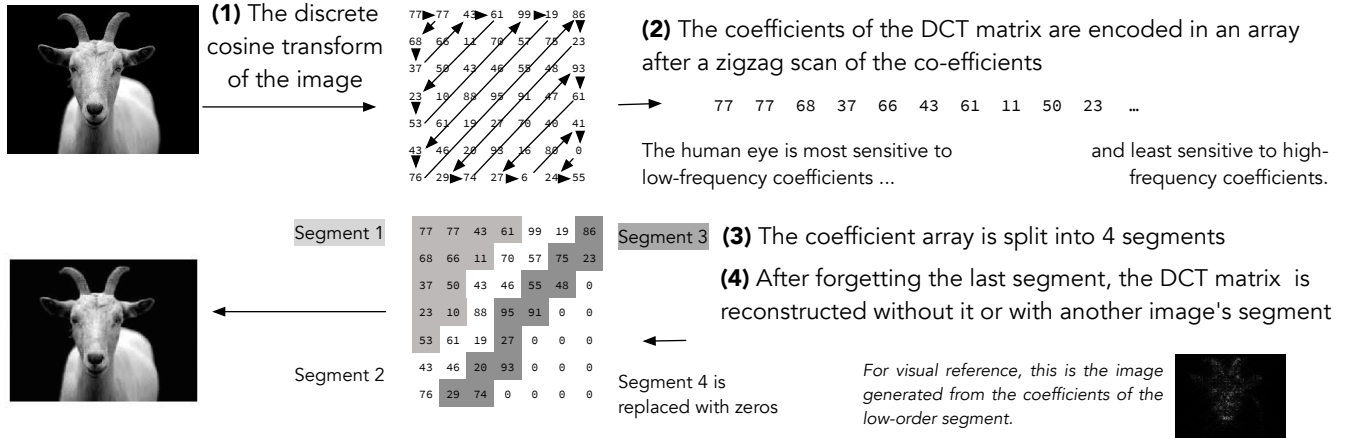 (1) The discrete
cosine transform
of the image
77 77 43 61 99 19 86
68 66 11 70 57 75 23
37 50 43 46 55 48 93
23 10 88 95 91 47 61
53 61 19 27 70 40 41
43 46 20 93 16 80 0
76 29 74 27 6 24 55
(2) The coefficients of the DCT matrix are encoded in an array
after a zigzag scan of the co-efficients
77 77 68 37 66 43 61 11 50 23 …
The human eye is most sensitive to
low-frequency coefficients ...
and least sensitive to high-
frequency coefficients.
Segment 1
77 77 43 61 99 19 86
68 66 11 70 57 75 23
37 50 43 46 55 48 0
23 10 88 95 91 0 0
53 61 19 27 0 0 0
43 46 20 93 0 0 0
76 29 74 0 0 0 0
Segment 2
Segment 3
(3) The coefficient array is split into 4 segments
(4) After forgetting the last segment, the DCT matrix is
reconstructed without it or with another image's segment
Segment 4 is
replaced with zeros
For visual reference, this is the image
generated from the coefficients of the
low-order segment.